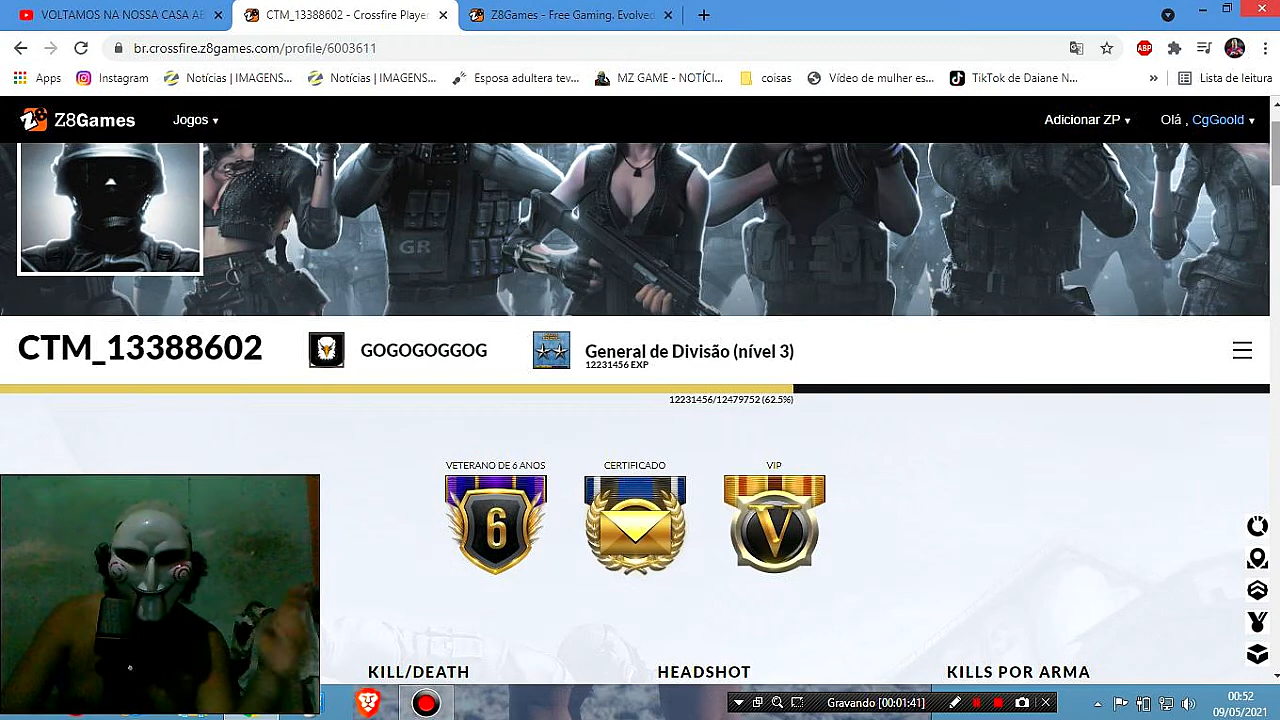 VOLTAMOS NA NOSSA CASA AE
CTM_13388602 - Crossfire Player
Z8Games - Free Gaming. Evolved
br.crossfire.z8games.com/profile/6003611
ABP
Apps
Instagram
Notícias | IMAGENS...
Notícias | IMAGENS...
Esposa adultera tev...
MZ GAME - NOTÍCI...
cods
Vídeo de mulher es...
TikTok de Daiane N...
»
Lista de leitura
Z8Games
Jogos
Adicionar ZP
Olá , CgGoold
GR
CTM_13388602
GOGOGOGGOG
General de Divisão (nível 3)
12231456 EXP
12231456/12479752 (62.5%)
VETERANO DE 6 ANOS
CERTIFICADO
VIP
6
V
KILL/DEATH
HEADSHOT
KILLS POR ARMA
Gravando [00:01:41]
00:52
09/05/2021